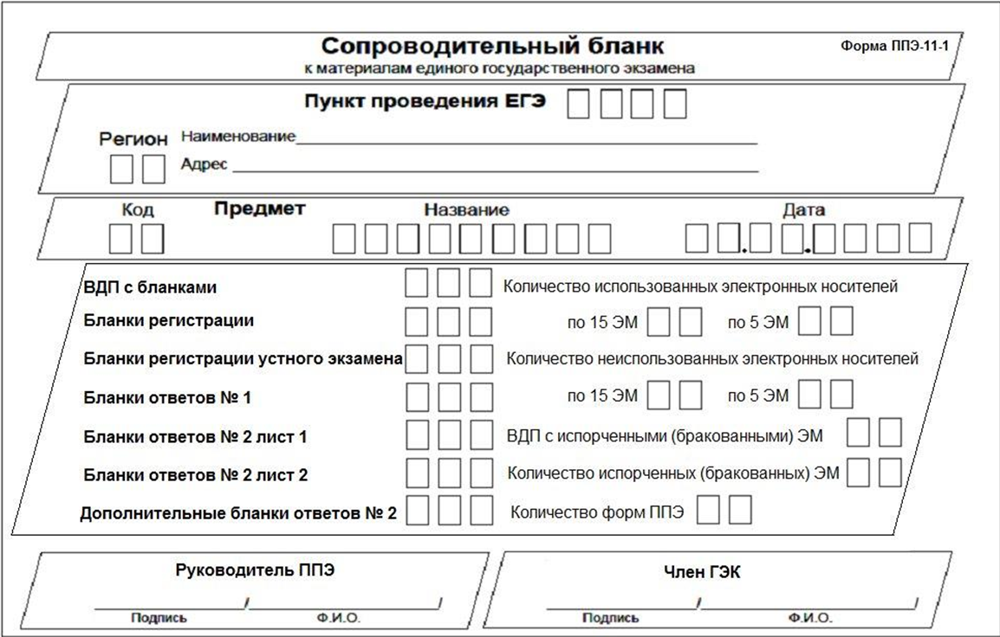 Сопроводительный бланк
Форма ППЭ-11-1
к материалам единого государственного экзамена
Пункт проведения ЕГЭ
Регион
Наименование
Адрес
Код Предмет Название Дата
ВДП с бланками Количество использованных электронных носителей
Бланки регистрации по 15 ЭМ по 5 ЭМ
Бланки регистрации устного экзамена Количество неиспользованных электронных носителей
Бланки ответов № 1 по 15 ЭМ по 5 ЭМ
Бланки ответов № 2 лист 1 ВДП с испорченными (бракованными) ЭМ
Бланки ответов № 2 лист 2 Количество испорченных (бракованных) ЭМ
Дополнительные бланки ответов № 2 Количество форм ППЭ
Руководитель ППЭ Член ГЭК
Подпись / Ф.И.О. / Подпись / Ф.И.О. /